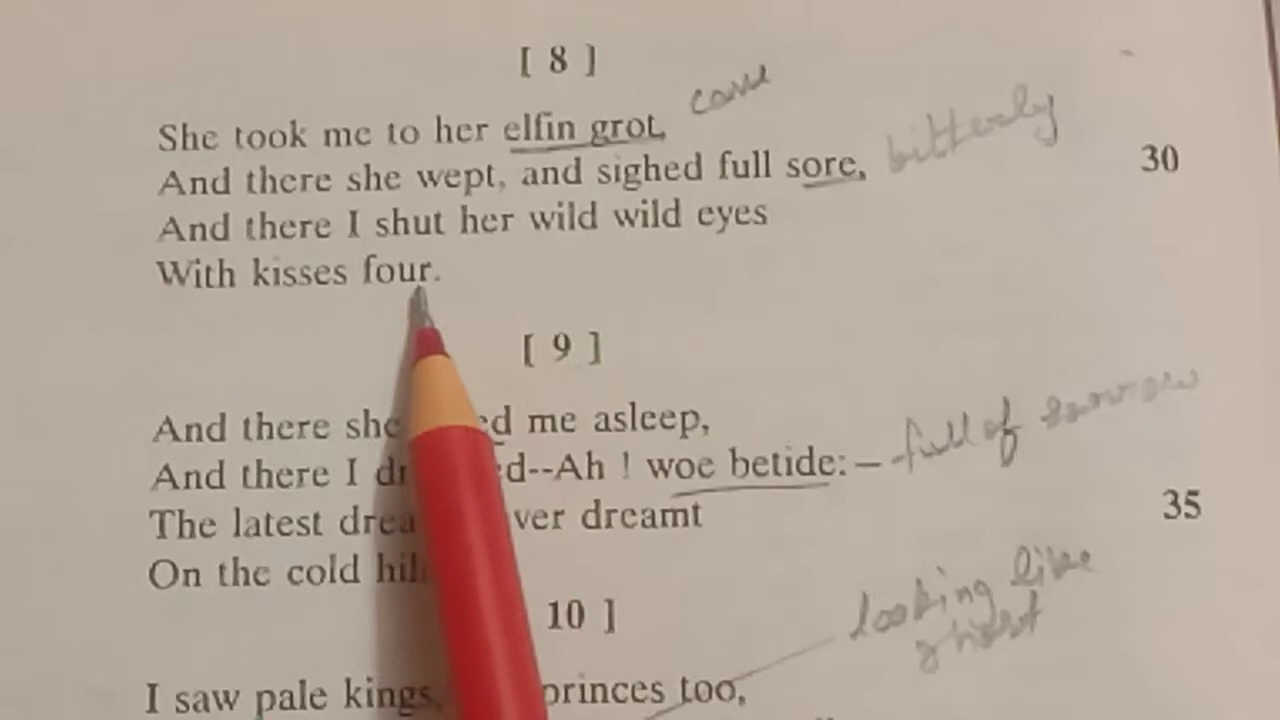 [ 8 ]
She took me to her elfin grot, cave
And there she wept, and sighed full sore, bitterly
30
And there I shut her wild wild eyes
With kisses four.
[ 9 ]
And there she me asleep,
And there I --Ah ! woe betide: – full of sorrow
The latest dreamt
35
On the cold
10 ]
looking like
ghost
I saw pale kings, princes too,